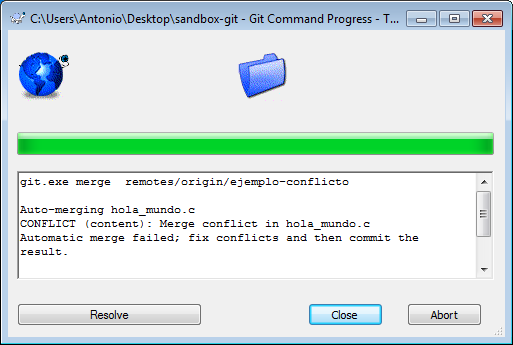 C:\Users\Antonio\Desktop\sandbox-git - Git Command Progress - T...
git.exe merge  remotes/origin/ejemplo-conflicto
Auto-merging hola_mundo.c
CONFLICT (content): Merge conflict in hola_mundo.c
Automatic merge failed; fix conflicts and then commit the
result.
Resolve
Close
Abort